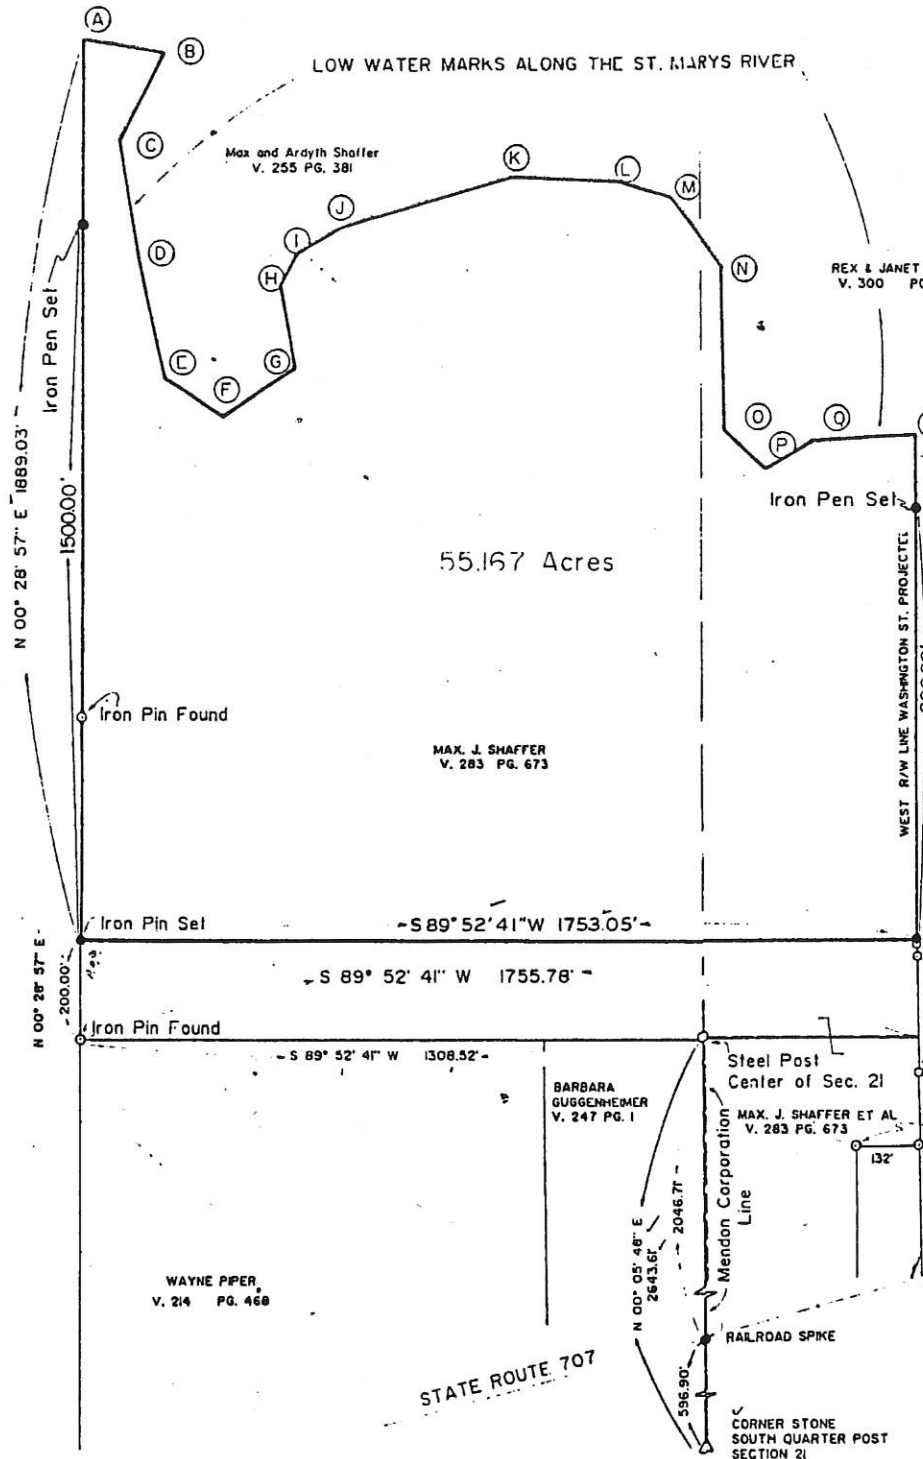 A
B
LOW WATER MARKS ALONG THE ST. MARYS RIVER
C
Max and Ardyth Shaffer
V. 255 PG. 381
K
L
M
J
I
D
H
N
REX & JANET
V. 300 PG
Iron Pen Set
E
F
G
O
P
Q
Iron Pen Set
N 00° 28' 57" E 1889.03'
1500.00'
55.167 Acres
WEST R/W LINE WASHINGTON ST. PROJECTE
Iron Pin Found
MAX. J. SHAFFER
V. 283 PG. 673
Iron Pin Set
S 89° 52' 41" W 1753.05'
N 00° 28' 57" E
200.00'
S 89° 52' 41" W 1755.78'
Iron Pin Found
S 89° 52' 41" W 1308.52'
Steel Post
Center of Sec. 21
BARBARA
GUGGENHEIMER
V. 247 PG. 1
MAX. J. SHAFFER ET AL
V. 283 PG. 673
132'
Mendon Corporation
Line
N 00° 05' 48" E
2643.61'
2046.71'
WAYNE PIPER
V. 214 PG. 468
RAILROAD SPIKE
STATE ROUTE 707
596.90'
CORNER STONE
SOUTH QUARTER POST
SECTION 21